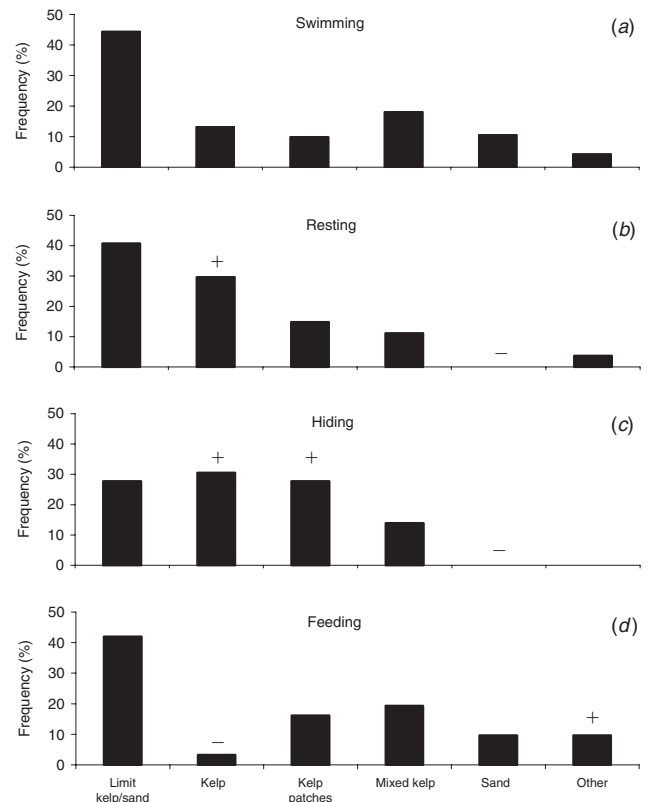 Swimming (a)
50
40
30
20
10
0
Frequency (%)
Resting (b)
50
40
30
20
10
0
Frequency (%)
+
–
Hiding (c)
50
40
30
20
10
0
Frequency (%)
+ +
–
Feeding (d)
50
40
30
20
10
0
Frequency (%)
–
+
Limit kelp/sand
Kelp
Kelp patches
Mixed kelp
Sand
Other